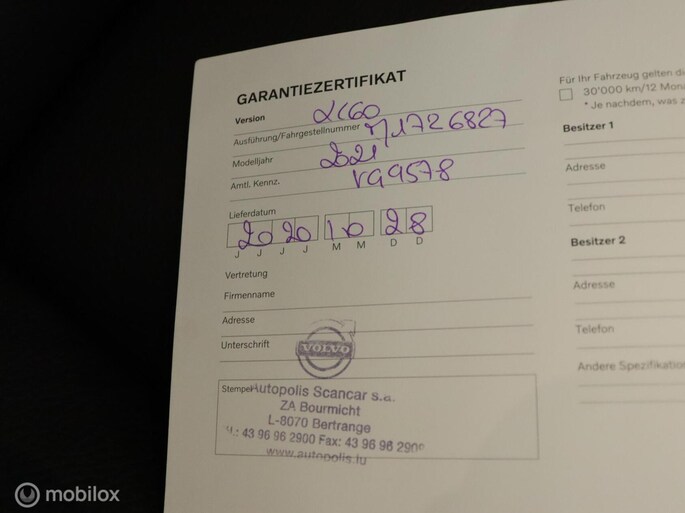 GARANTIEZERTIFIKAT
Version XC60
Ausführung/Fahrgestellnummer M1726827
Modelljahr 2021
Amtl. Kennz. VG9578
Lieferdatum
2020 10 28
J J J J M M D D
Vertretung
Firmenname
Adresse
Unterschrift
VOLVO
Stempel Autopolis Scancar s.a.
ZA Bourmicht
L-8070 Bertrange
43 96 96 2900 Fax: 43 96 96 2900
www.autopolis.lu
Für Ihr Fahrzeug gelten di
30'000 km/12 Mona
* Je nachdem, was z
Besitzer 1
Adresse
Telefon
Besitzer 2
Adresse
Telefon
Andere Spezifikatio
mobilox